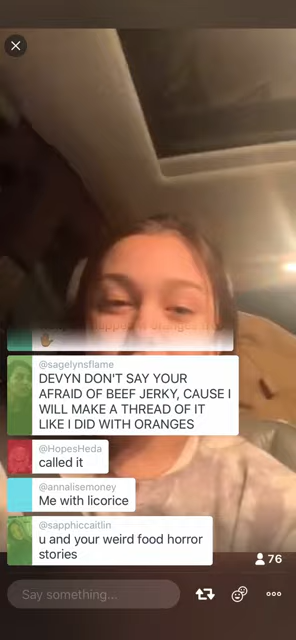 @sagelynsflame
DEVYN DON'T SAY YOUR
AFRAID OF BEEF JERKY, CAUSE I
WILL MAKE A THREAD OF IT
LIKE I DID WITH ORANGES
@HopesHeda
called it
@annalisemoney
Me with licorice
@sapphiccaitlin
u and your weird food horror
stories
76
Say something...